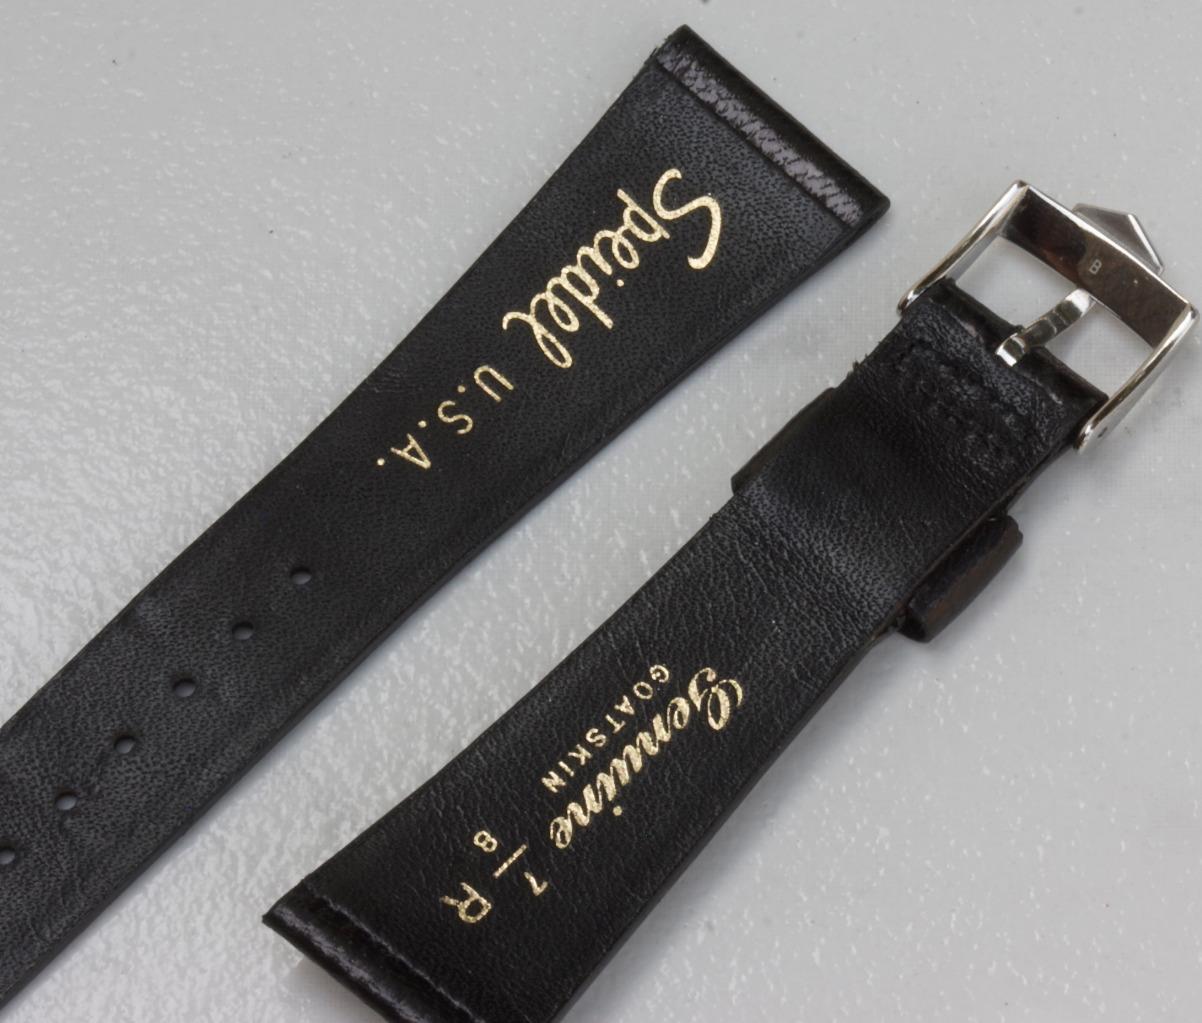 Speidel U.S.A.
Genuine 7/8 R
GOATSKIN
B